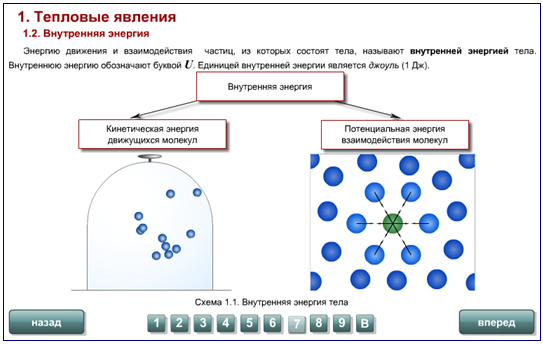 1. Тепловые явления
1.2. Внутренняя энергия
Энергию движения и взаимодействия частиц, из которых состоят тела, называют внутренней энергией тела.
Внутреннюю энергию обозначают буквой U. Единицей внутренней энергии является джоуль (1 Дж).
Внутренняя энергия
Кинетическая энергия
движущихся молекул
Потенциальная энергия
взаимодействия молекул
Схема 1.1. Внутренняя энергия тела
назад
1 2 3 4 5 6 7 8 9 В
вперед